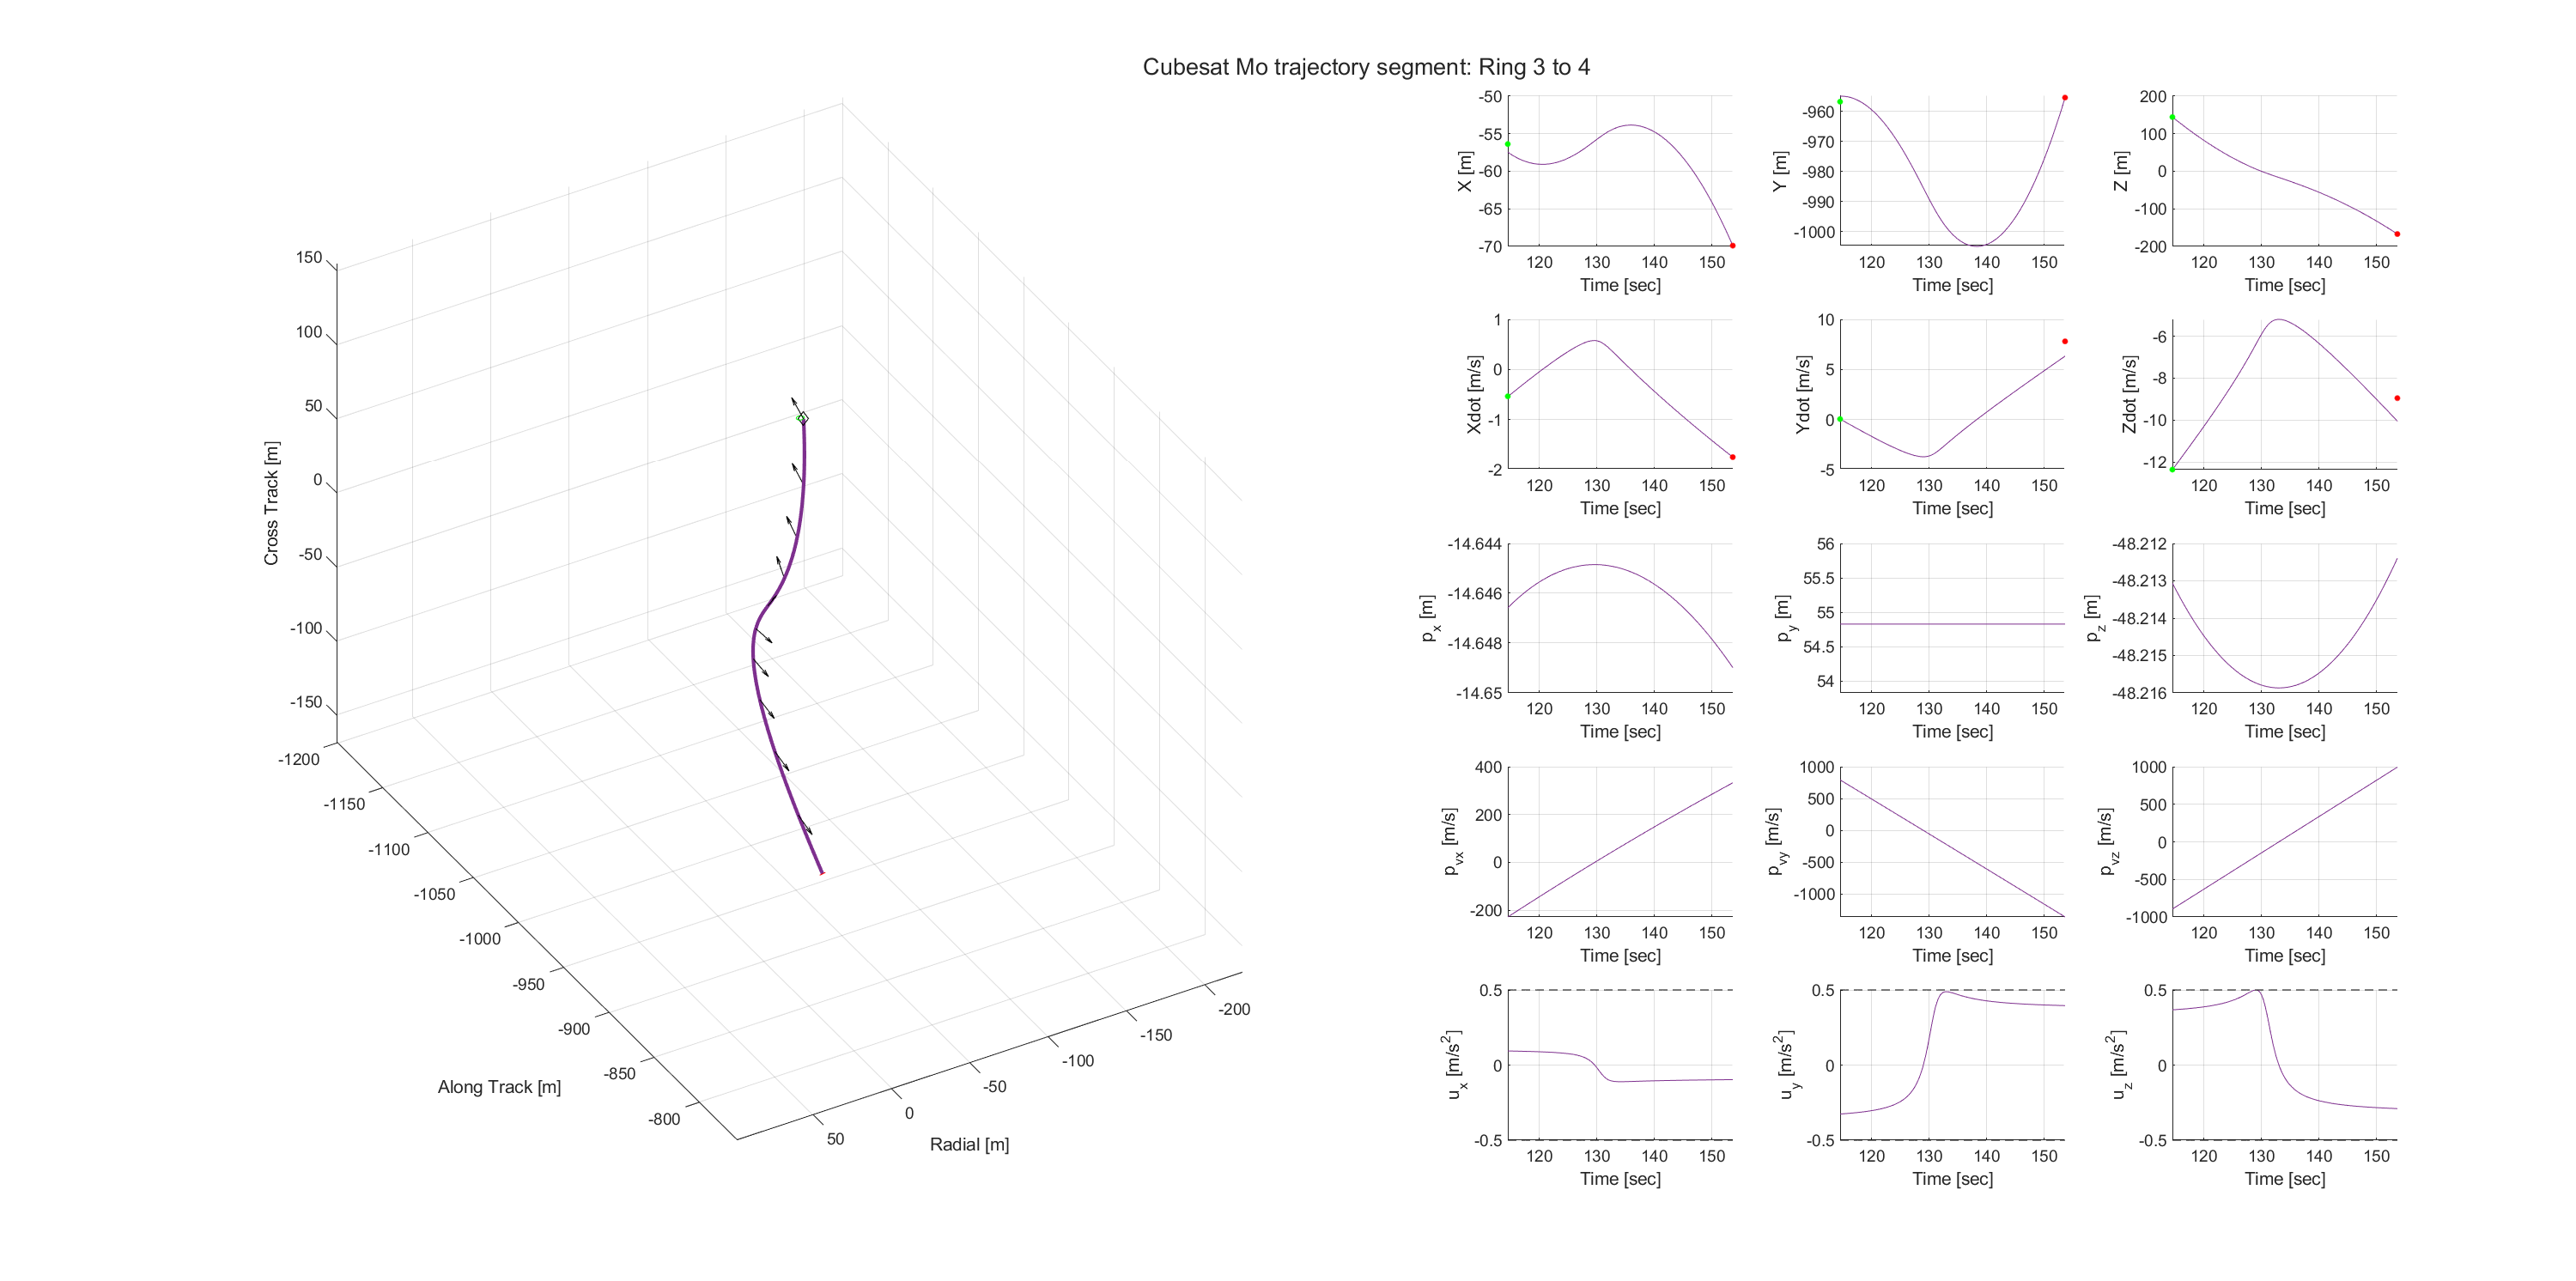 Cubesat Mo trajectory segment: Ring 3 to 4
150
100
50
0
-50
-100
-150
Cross Track [m]
-1200
-1150
-1100
-1050
-1000
-950
-900
-850
-800
Along Track [m]
50
0
-50
-100
-150
-200
Radial [m]
-50
-55
-60
-65
-70
X [m]
120 130 140 150
Time [sec]
-960
-970
-980
-990
-1000
Y [m]
120 130 140 150
Time [sec]
200
100
0
-100
-200
Z [m]
120 130 140 150
Time [sec]
1
0
-1
-2
Xdot [m/s]
120 130 140 150
Time [sec]
10
5
0
-5
Ydot [m/s]
120 130 140 150
Time [sec]
-6
-8
-10
-12
Zdot [m/s]
120 130 140 150
Time [sec]
-14.644
-14.646
-14.648
-14.65
p_x [m]
120 130 140 150
Time [sec]
56
55.5
55
54.5
54
p_y [m]
120 130 140 150
Time [sec]
-48.212
-48.213
-48.214
-48.215
-48.216
p_z [m]
120 130 140 150
Time [sec]
400
200
0
-200
p_vx [m/s]
120 130 140 150
Time [sec]
1000
500
0
-500
-1000
p_vy [m/s]
120 130 140 150
Time [sec]
1000
500
0
-500
-1000
p_vz [m/s]
120 130 140 150
Time [sec]
0.5
0
-0.5
u_x [m/s²]
120 130 140 150
Time [sec]
0.5
0
-0.5
u_y [m/s²]
120 130 140 150
Time [sec]
0.5
0
-0.5
u_z [m/s²]
120 130 140 150
Time [sec]